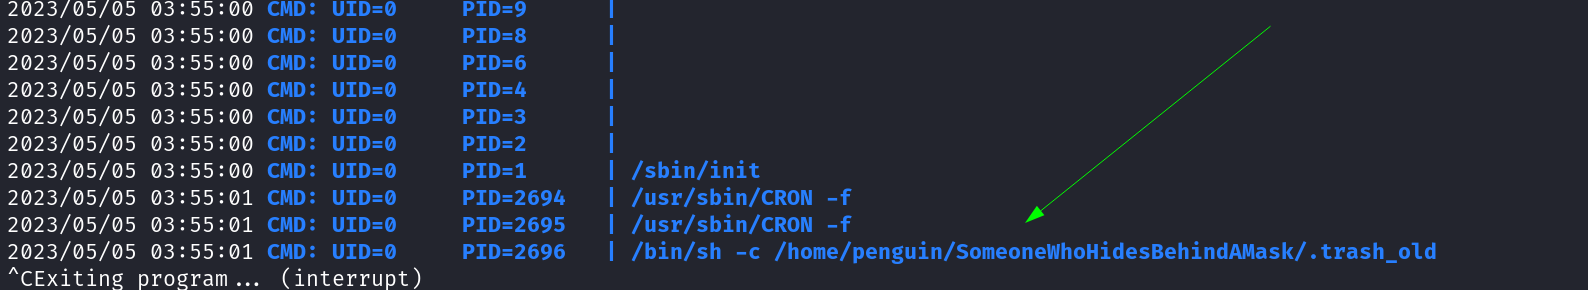 2023/05/05 03:55:00 CMD: UID=0 PID=9 |
2023/05/05 03:55:00 CMD: UID=0 PID=8 |
2023/05/05 03:55:00 CMD: UID=0 PID=6 |
2023/05/05 03:55:00 CMD: UID=0 PID=4 |
2023/05/05 03:55:00 CMD: UID=0 PID=3 |
2023/05/05 03:55:00 CMD: UID=0 PID=2 |
2023/05/05 03:55:00 CMD: UID=0 PID=1 | /sbin/init
2023/05/05 03:55:01 CMD: UID=0 PID=2694 | /usr/sbin/CRON -f
2023/05/05 03:55:01 CMD: UID=0 PID=2695 | /usr/sbin/CRON -f
2023/05/05 03:55:01 CMD: UID=0 PID=2696 | /bin/sh -c /home/penguin/SomeoneWhoHidesBehindAMask/.trash_old
^CExiting program... (interrupt)